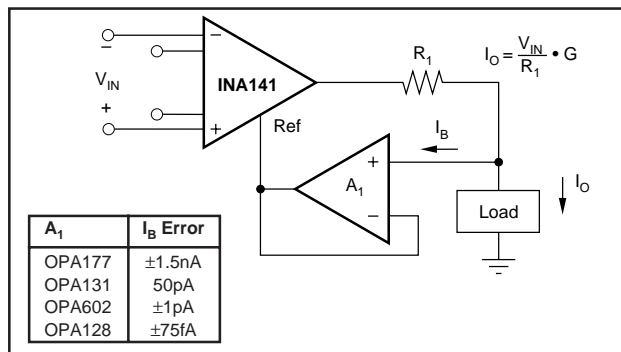 −
−
V_IN
+
+
INA141
Ref
R_1
I_O = V_IN / R_1 • G
I_B
+
A_1
−
I_O
Load
A_1 I_B Error
OPA177 ±1.5nA
OPA131 50pA
OPA602 ±1pA
OPA128 ±75fA